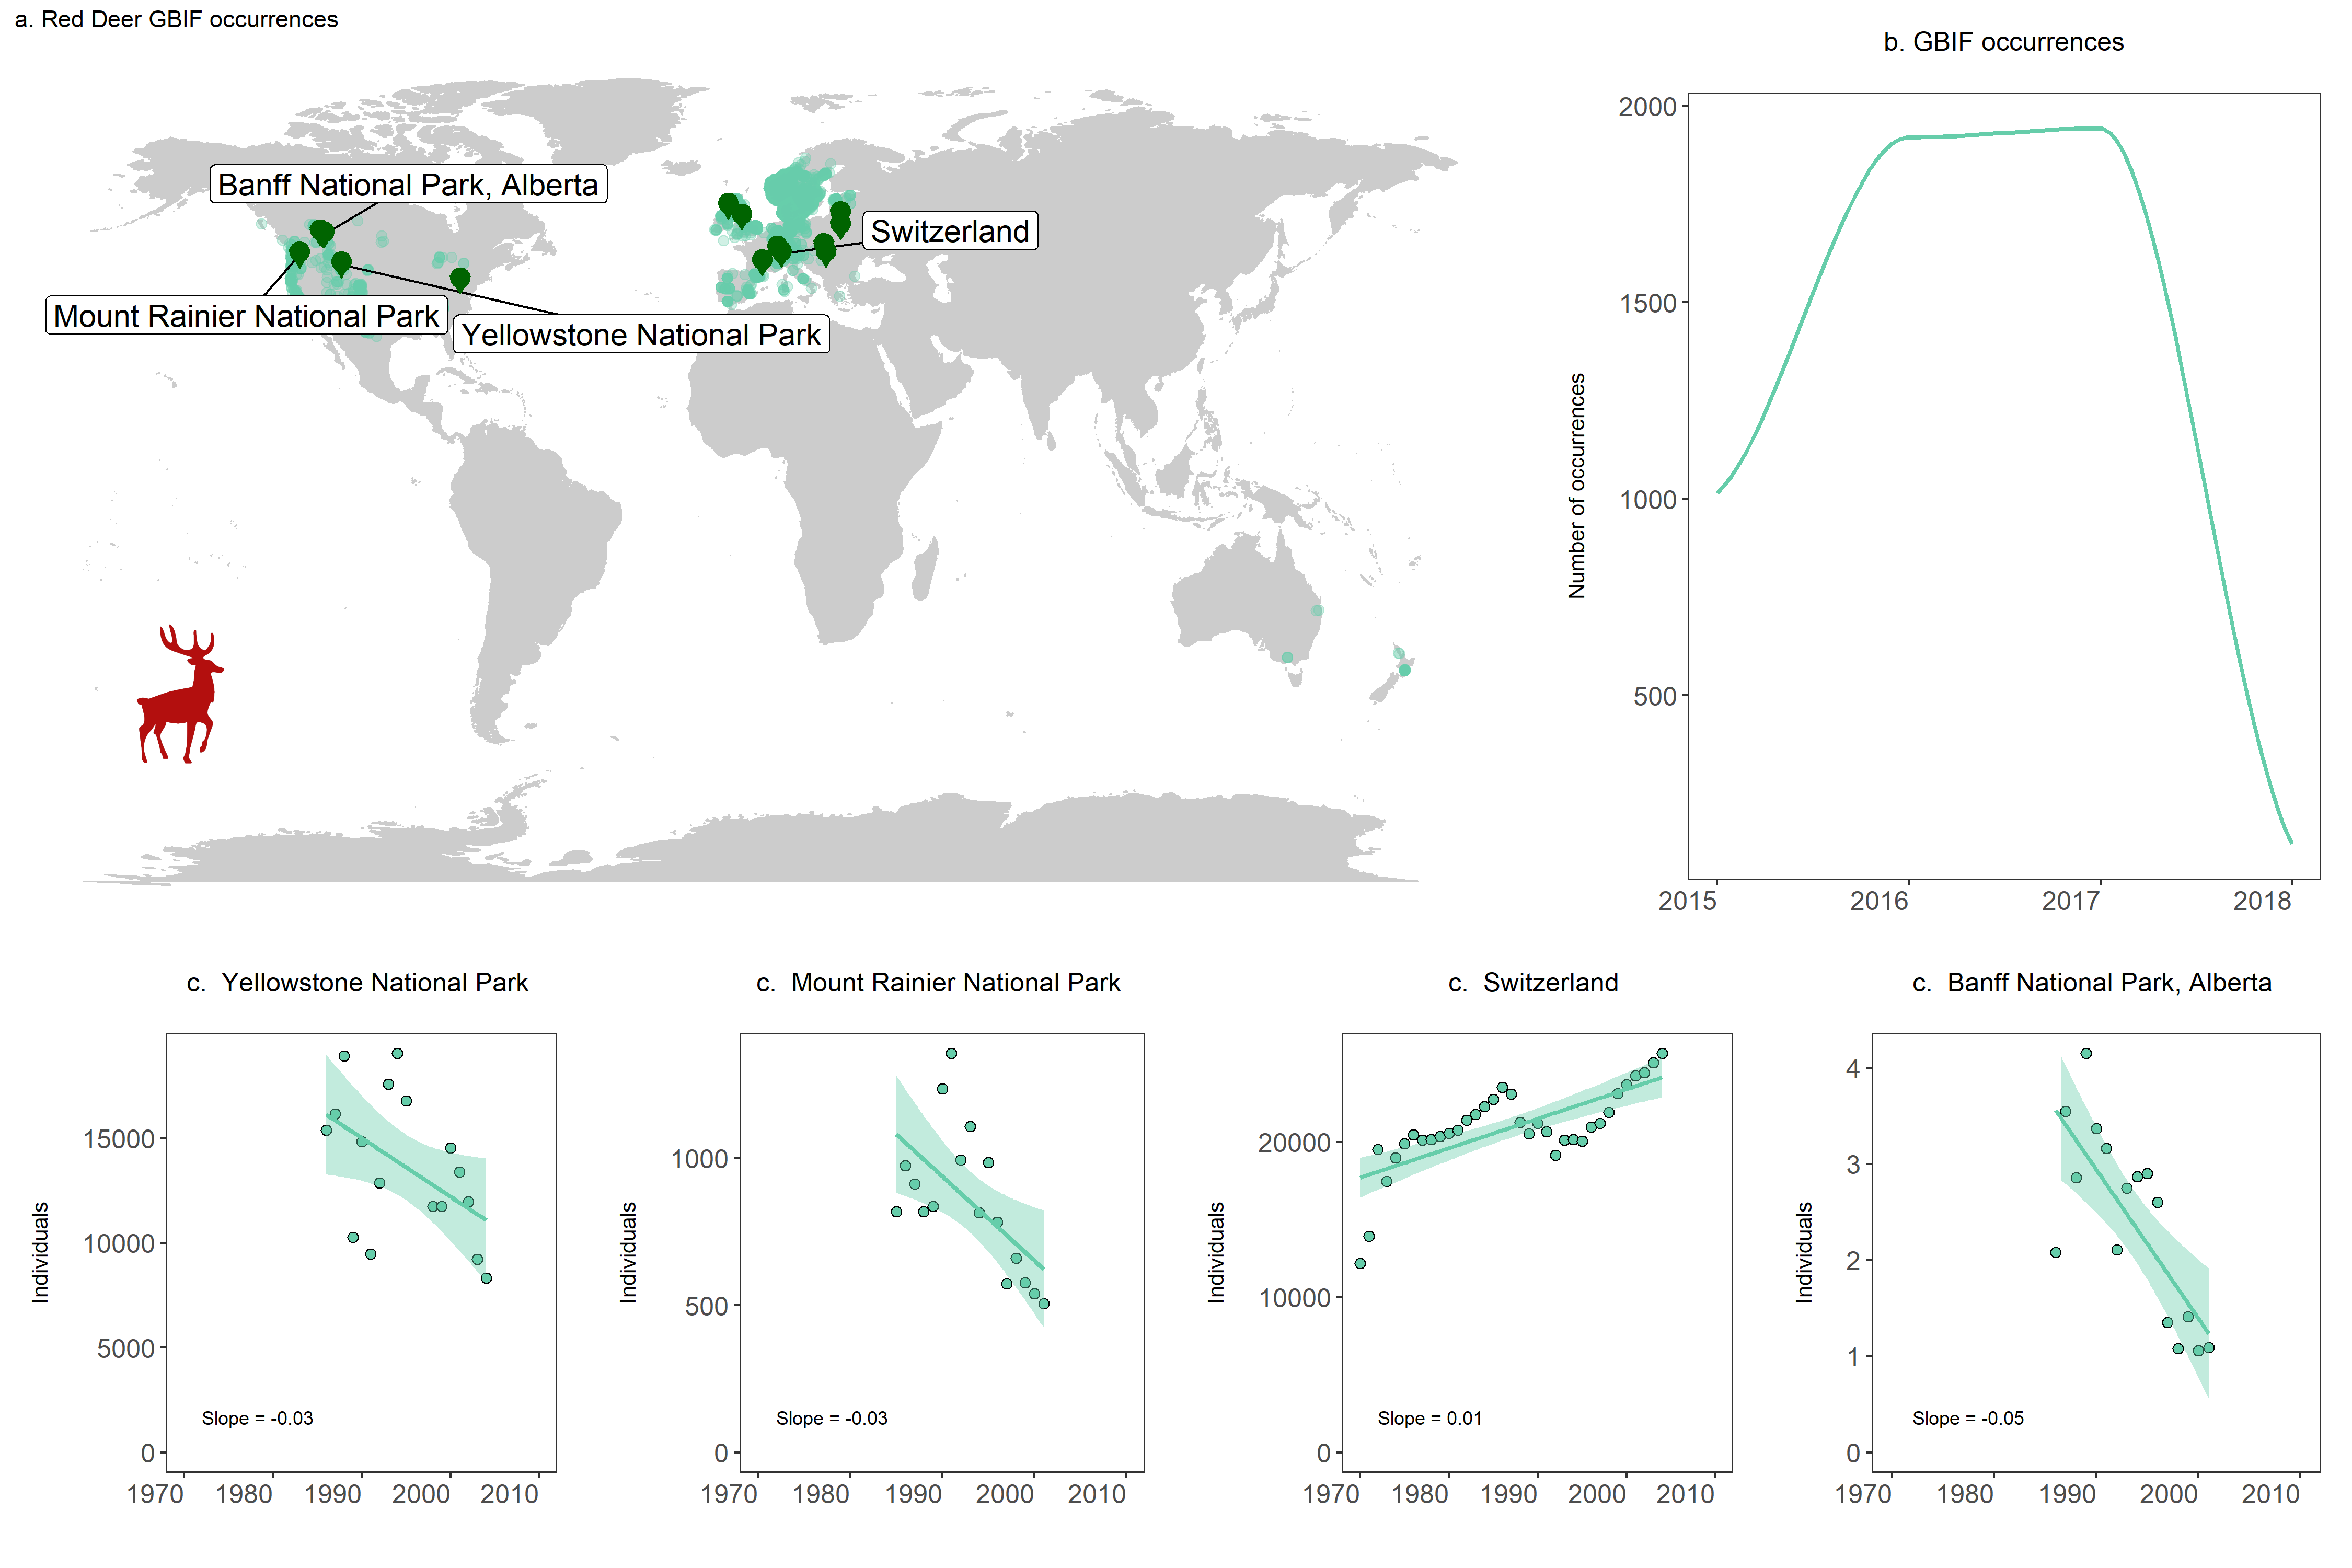 a. Red Deer GBIF occurrences
Banff National Park, Alberta
Switzerland
Mount Rainier National Park
Yellowstone National Park
b. GBIF occurrences
Number of occurrences
2000
1500
1000
500
2015 2016 2017 2018
c. Yellowstone National Park
Individuals
15000
10000
5000
0
Slope = -0.03
1970 1980 1990 2000 2010
c. Mount Rainier National Park
Individuals
1000
500
0
Slope = -0.03
1970 1980 1990 2000 2010
c. Switzerland
Individuals
20000
10000
0
Slope = 0.01
1970 1980 1990 2000 2010
c. Banff National Park, Alberta
Individuals
4
3
2
1
0
Slope = -0.05
1970 1980 1990 2000 2010